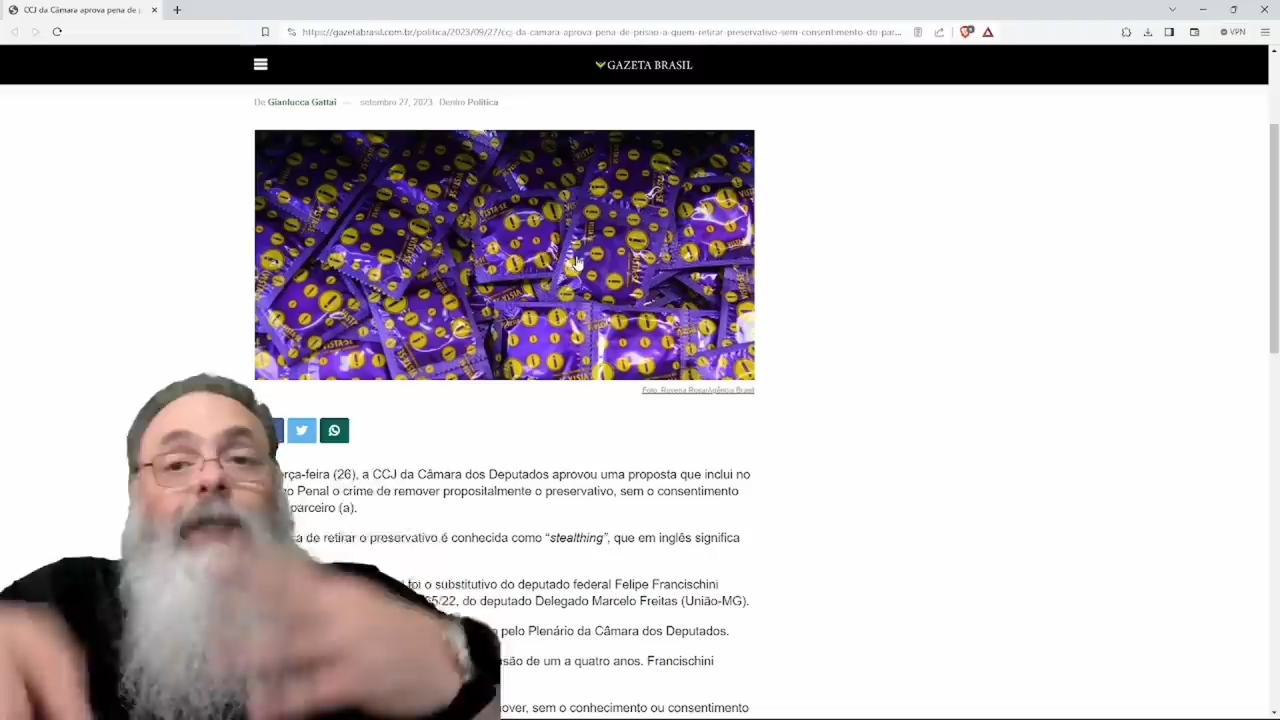 CCJ da Câmara aprova pena de p
https://gazetabrasil.com.br/politica/2023/09/27/ccj-da-camara-aprova-pena-de-prisao-a-quem-retirar-preservativo-sem-consentimento-do-par...
VPN
GAZETA BRASIL
De Gianlucca Gattai — setembro 27, 2023 Dentro Política
VISTA-SE
Foto: Rovena Rosa/Agência Brasil
(26), a CCJ da Câmara dos Deputados aprovou uma proposta que inclui no
Penal o crime de remover propositalmente o preservativo, sem o consentimento
parceiro (a).
de retirar o preservativo é conhecida como “stealthing”, que em inglês significa
foi o substitutivo do deputado federal Felipe Francischini
/22, do deputado Delegado Marcelo Freitas (União-MG).
pelo Plenário da Câmara dos Deputados.
de um a quatro anos. Francischini
sem o conhecimento ou consentimento